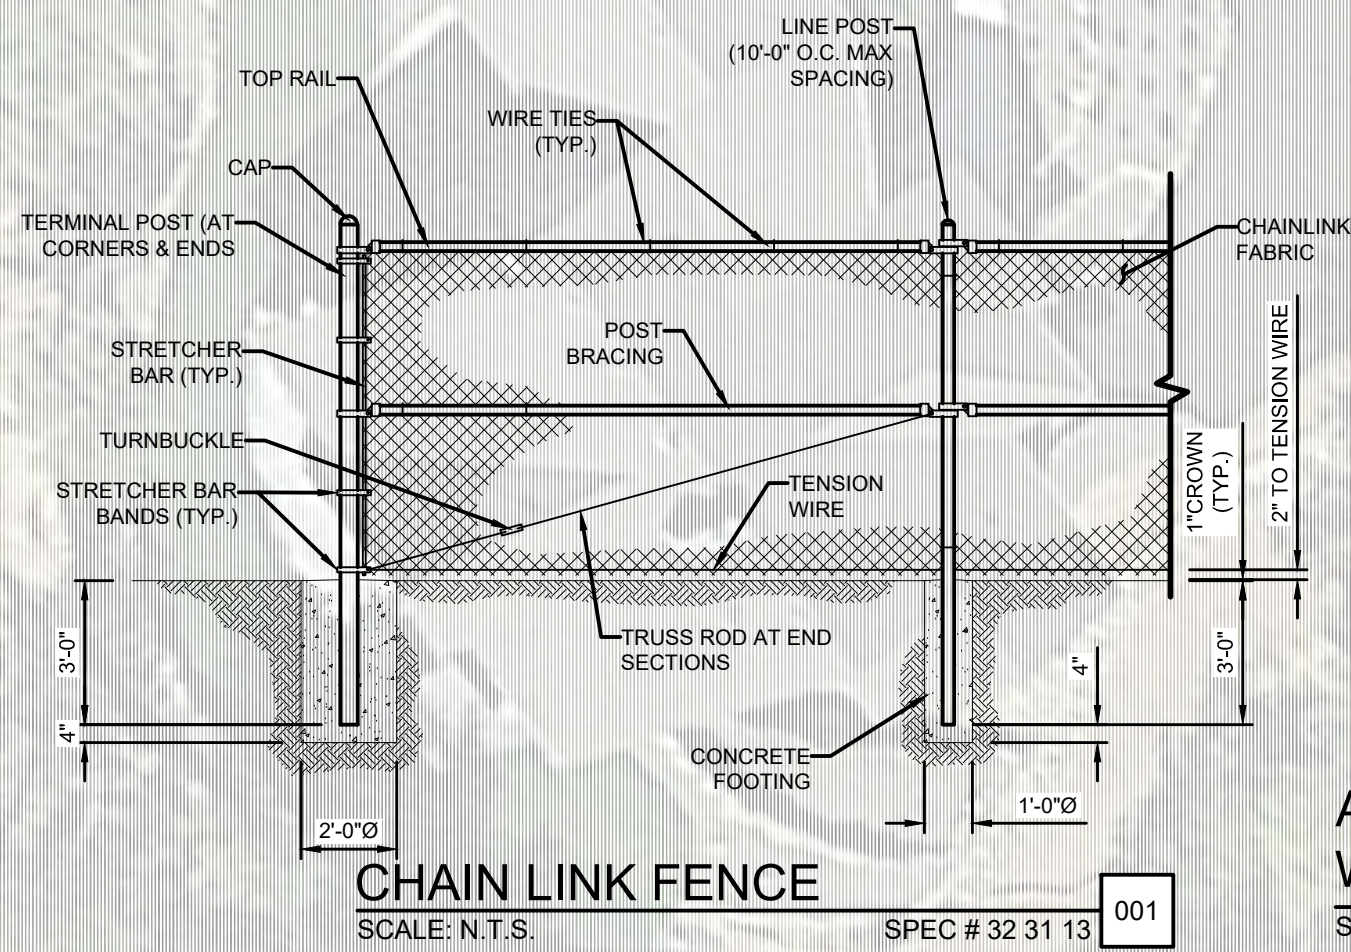 LINE POST
(10'-0" O.C. MAX
SPACING)
TOP RAIL
WIRE TIES
(TYP.)
CAP
TERMINAL POST (AT
CORNERS & ENDS
CHAINLINK
FABRIC
POST
BRACING
STRETCHER
BAR (TYP.)
TURNBUCKLE
STRETCHER BAR
BANDS (TYP.)
TENSION
WIRE
1"CROWN
(TYP.)
2" TO TENSION WIRE
TRUSS ROD AT END
SECTIONS
3'-0"
4"
4"
3'-0"
CONCRETE
FOOTING
2'-0"Ø
1'-0"Ø
CHAIN LINK FENCE
SCALE: N.T.S.
SPEC # 32 31 13
001